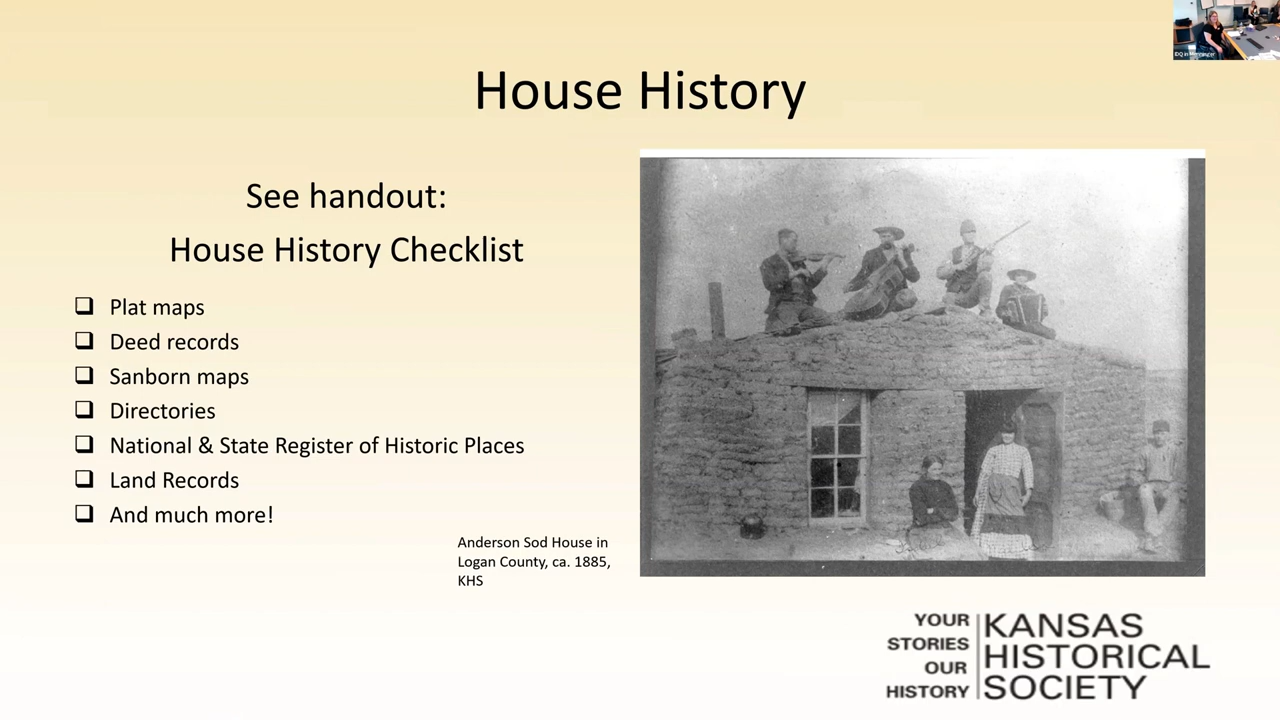 House History
See handout:
House History Checklist
Plat maps
Deed records
Sanborn maps
Directories
National & State Register of Historic Places
Land Records
And much more!
Anderson Sod House in
Logan County, ca. 1885,
KHS
YOUR
STORIES
OUR
HISTORY
KANSAS
HISTORICAL
SOCIETY